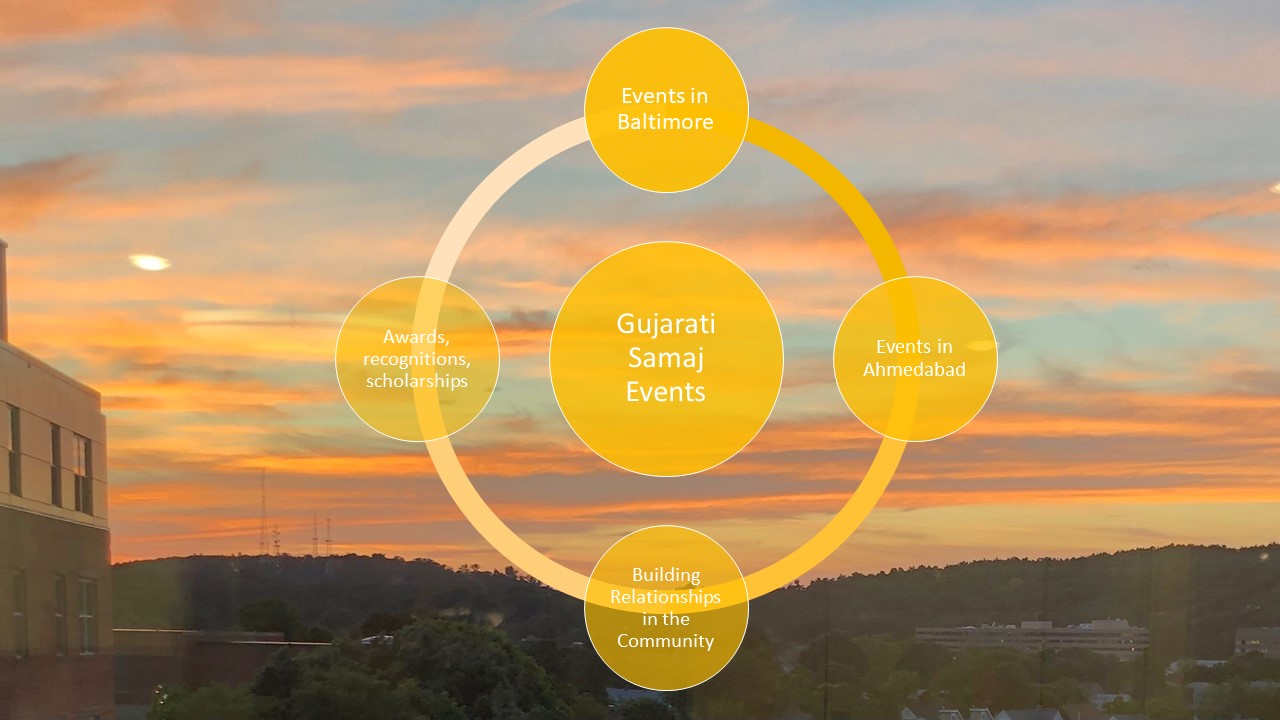 Events in
Baltimore
Gujarati
Samaj
Events
Events in
Ahmedabad
Building
Relationships
in the
Community
Awards,
recognitions,
scholarships